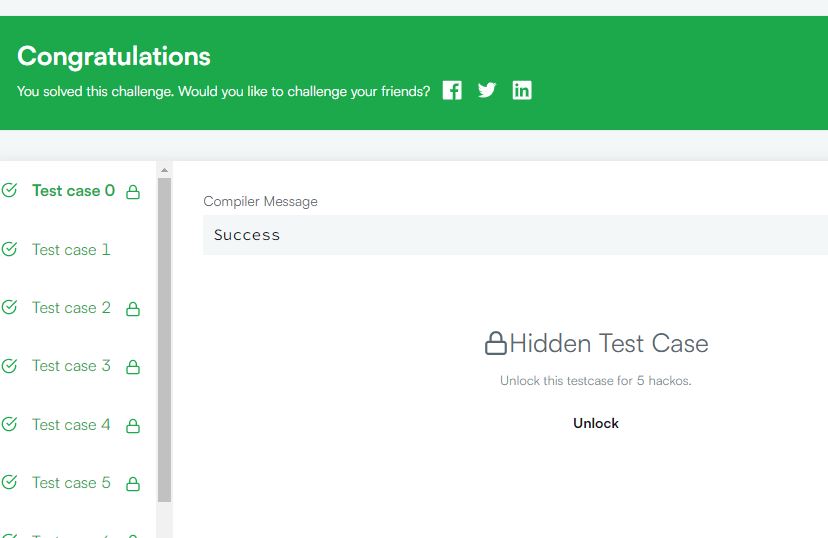 Congratulations
You solved this challenge. Would you like to challenge your friends?
Test case 0
Test case 1
Test case 2
Test case 3
Test case 4
Test case 5
Compiler Message
Success
Hidden Test Case
Unlock this testcase for 5 hackos.
Unlock